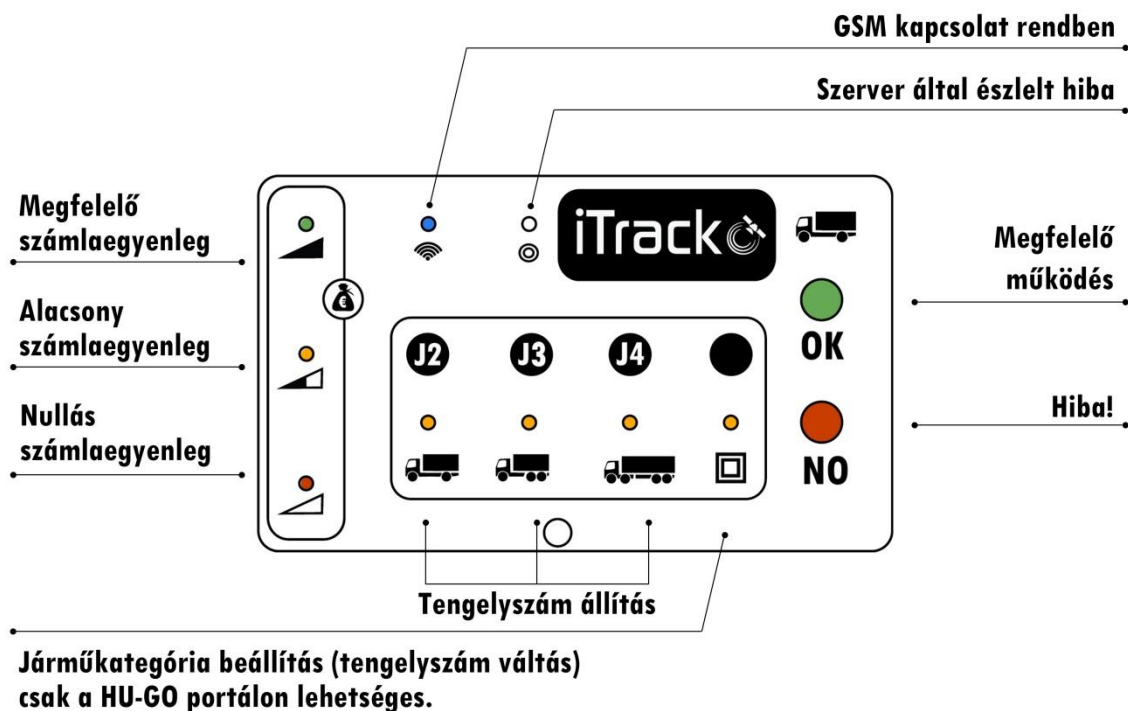 GSM kapcsolat rendben
Szerver által észlelt hiba
Megfelelő
számlaegyenleg
Alacsony
számlaegyenleg
Nullás
számlaegyenleg
€
iTrack
J2
J3
J4
OK
NO
Megfelelő
működés
Hiba!
Tengelyszám állítás
Járműkategória beállítás (tengelyszám váltás)
csak a HU-GO portálon lehetséges.